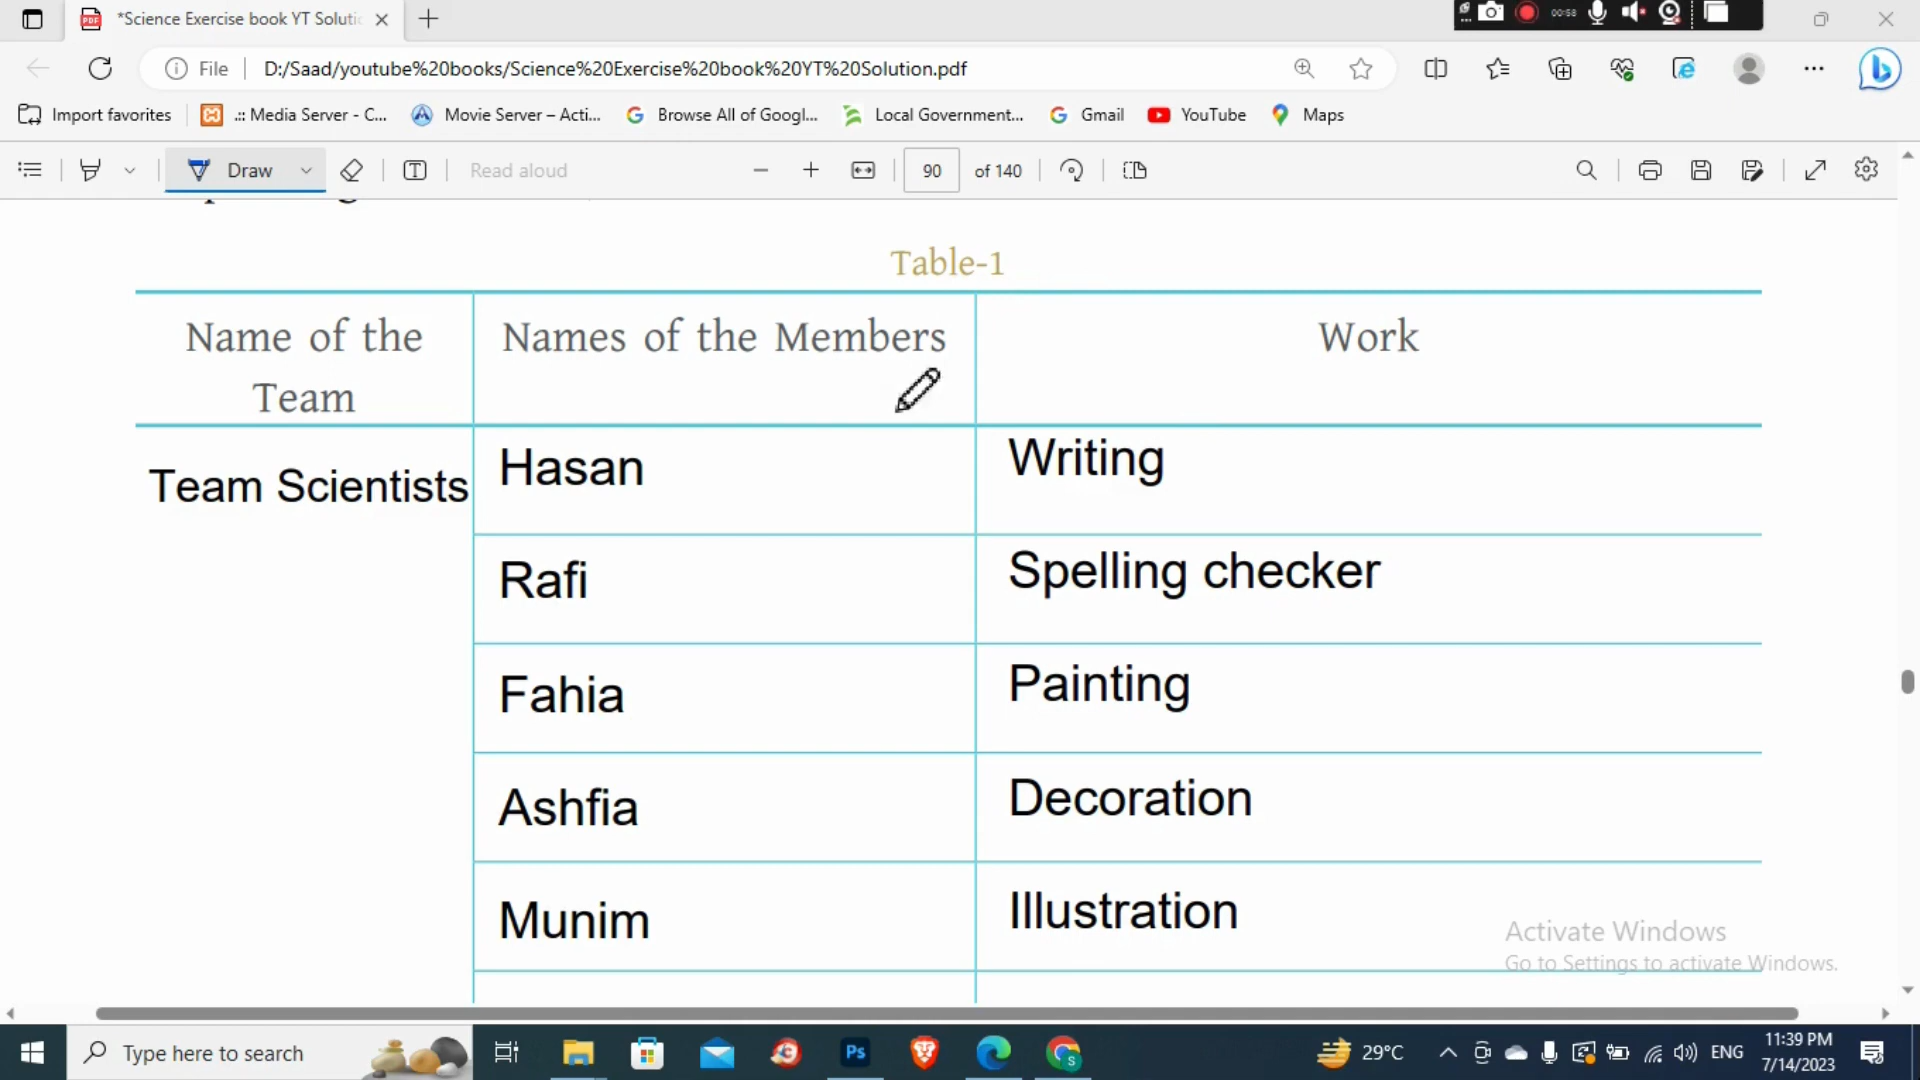 *Science Exercise book YT Soluti
00:58
File
D:/Saad/youtube%20books/Science%20Exercise%20book%20YT%20Solution.pdf
Import favorites
.:: Media Server - C...
Movie Server – Acti...
Browse All of Googl...
Local Government...
Gmail
YouTube
Maps
Draw
Read aloud
90
of 140
Table-1
Name of the Team
Names of the Members
Work
Team Scientists
Hasan
Writing
Rafi
Spelling checker
Fahia
Painting
Ashfia
Decoration
Munim
Illustration
Activate Windows
Go to Settings to activate Windows.
Type here to search
Ps
29°C
ENG
11:39 PM
7/14/2023